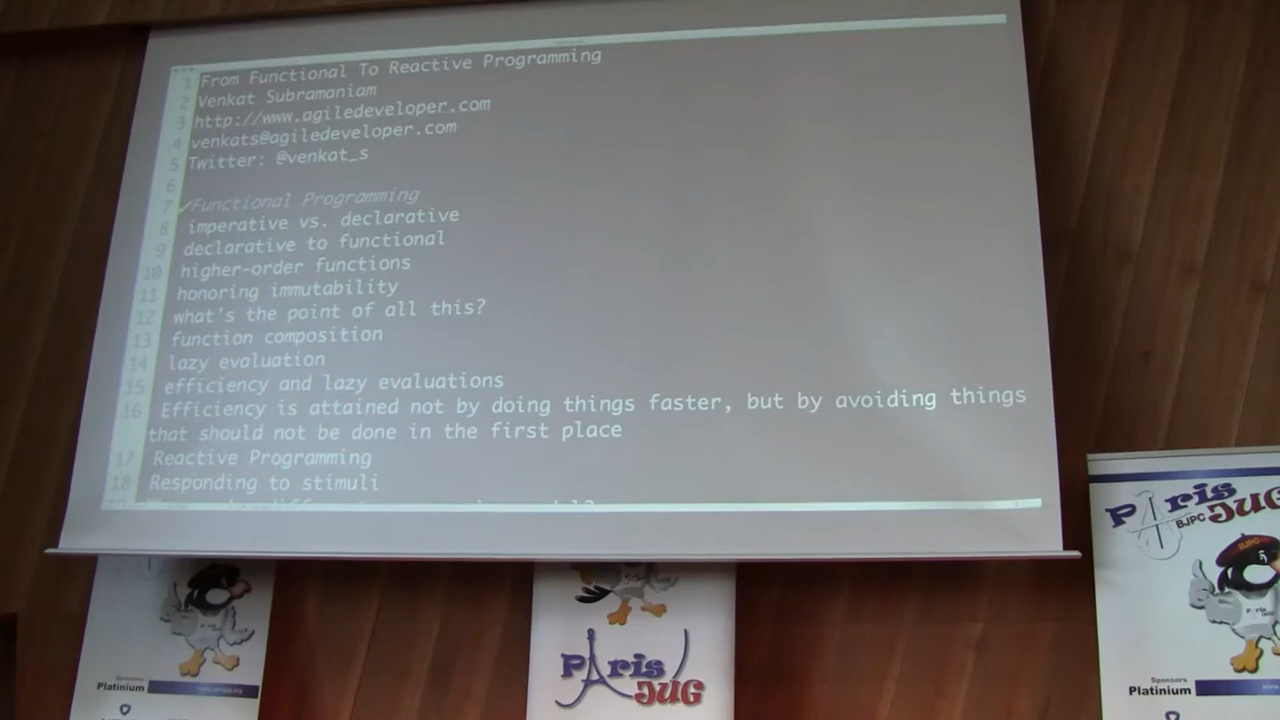 1 From Functional To Reactive Programming
2 Venkat Subramaniam
3 http://www.agiledeveloper.com
4 venkats@agiledeveloper.com
5 Twitter: @venkat_s
6
7 ✓Functional Programming
8 imperative vs. declarative
9 declarative to functional
10 higher-order functions
11 honoring immutability
12 what's the point of all this?
13 function composition
14 lazy evaluation
15 efficiency and lazy evaluations
16 Efficiency is attained not by doing things faster, but by avoiding things
that should not be done in the first place
17 Reactive Programming
18 Responding to stimuli
Paris
BJPC JUG
BJPC
Sponsors
Platinium
Paris
JUG
Sponsors
Platinium